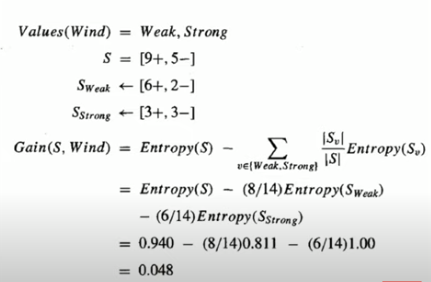 Values(Wind) = Weak, Strong
S = [9+, 5−]
S_Weak ← [6+, 2−]
S_Strong ← [3+, 3−]
Gain(S, Wind) = Entropy(S) − ∑_{v∈{Weak,Strong}} |S_v|/|S| Entropy(S_v)
= Entropy(S) − (8/14)Entropy(S_Weak)
− (6/14)Entropy(S_Strong)
= 0.940 − (8/14)0.811 − (6/14)1.00
= 0.048